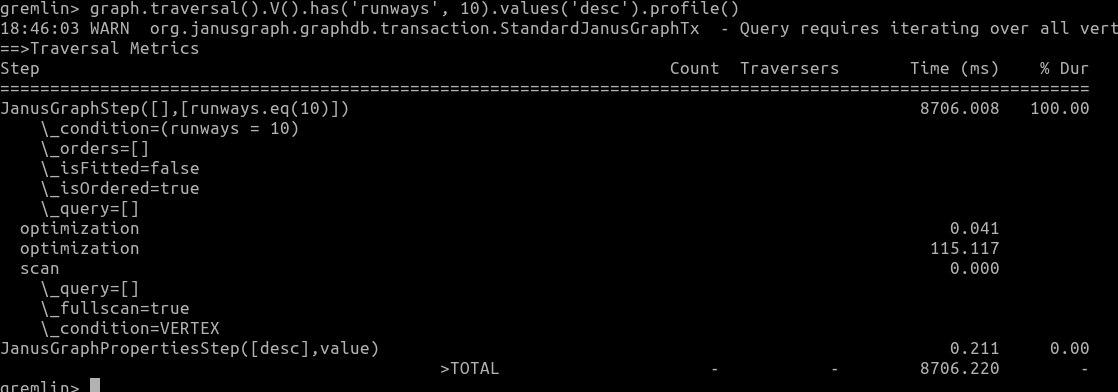 gremlin> graph.traversal().V().has('runways', 10).values('desc').profile()
18:46:03 WARN  org.janusgraph.graphdb.transaction.StandardJanusGraphTx  - Query requires iterating over all vert
==>Traversal Metrics
Step                                                               Count  Traversers       Time (ms)    % Dur
=============================================================================================================
JanusGraphStep([],[runways.eq(10)])                                                         8706.008   100.00
    \_condition=(runways = 10)
    \_orders=[]
    \_isFitted=false
    \_isOrdered=true
    \_query=[]
  optimization                                                                                 0.041
  optimization                                                                               115.117
  scan                                                                                         0.000
    \_query=[]
    \_fullscan=true
    \_condition=VERTEX
JanusGraphPropertiesStep([desc],value)                                                         0.211     0.00
                                            >TOTAL                     -           -        8706.220        -
gremlin>